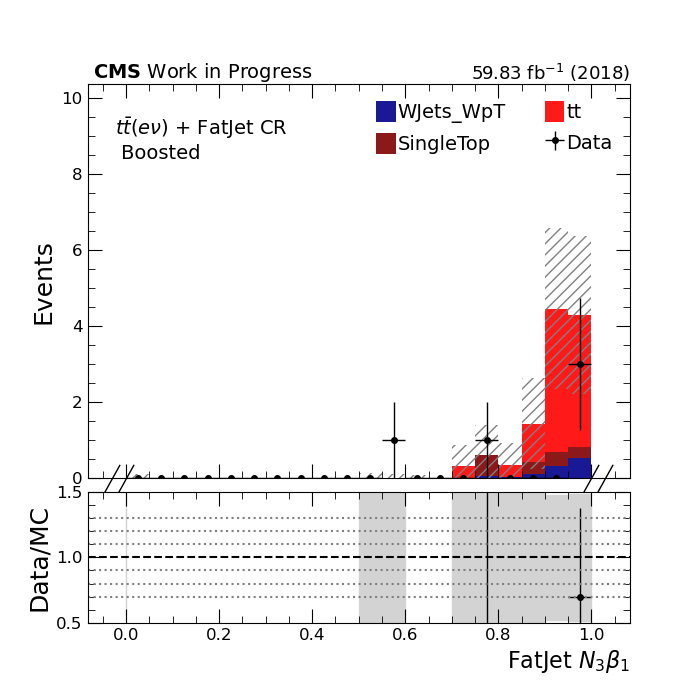 CMS Work in Progress 59.83 fb⁻¹ (2018)
10
tt̄(eν) + FatJet CR
Boosted
WJets_WpT tt
SingleTop Data
8
6
4
2
0
Events
1.5
1.0
0.5
Data/MC
0.0 0.2 0.4 0.6 0.8 1.0
FatJet N₃β₁